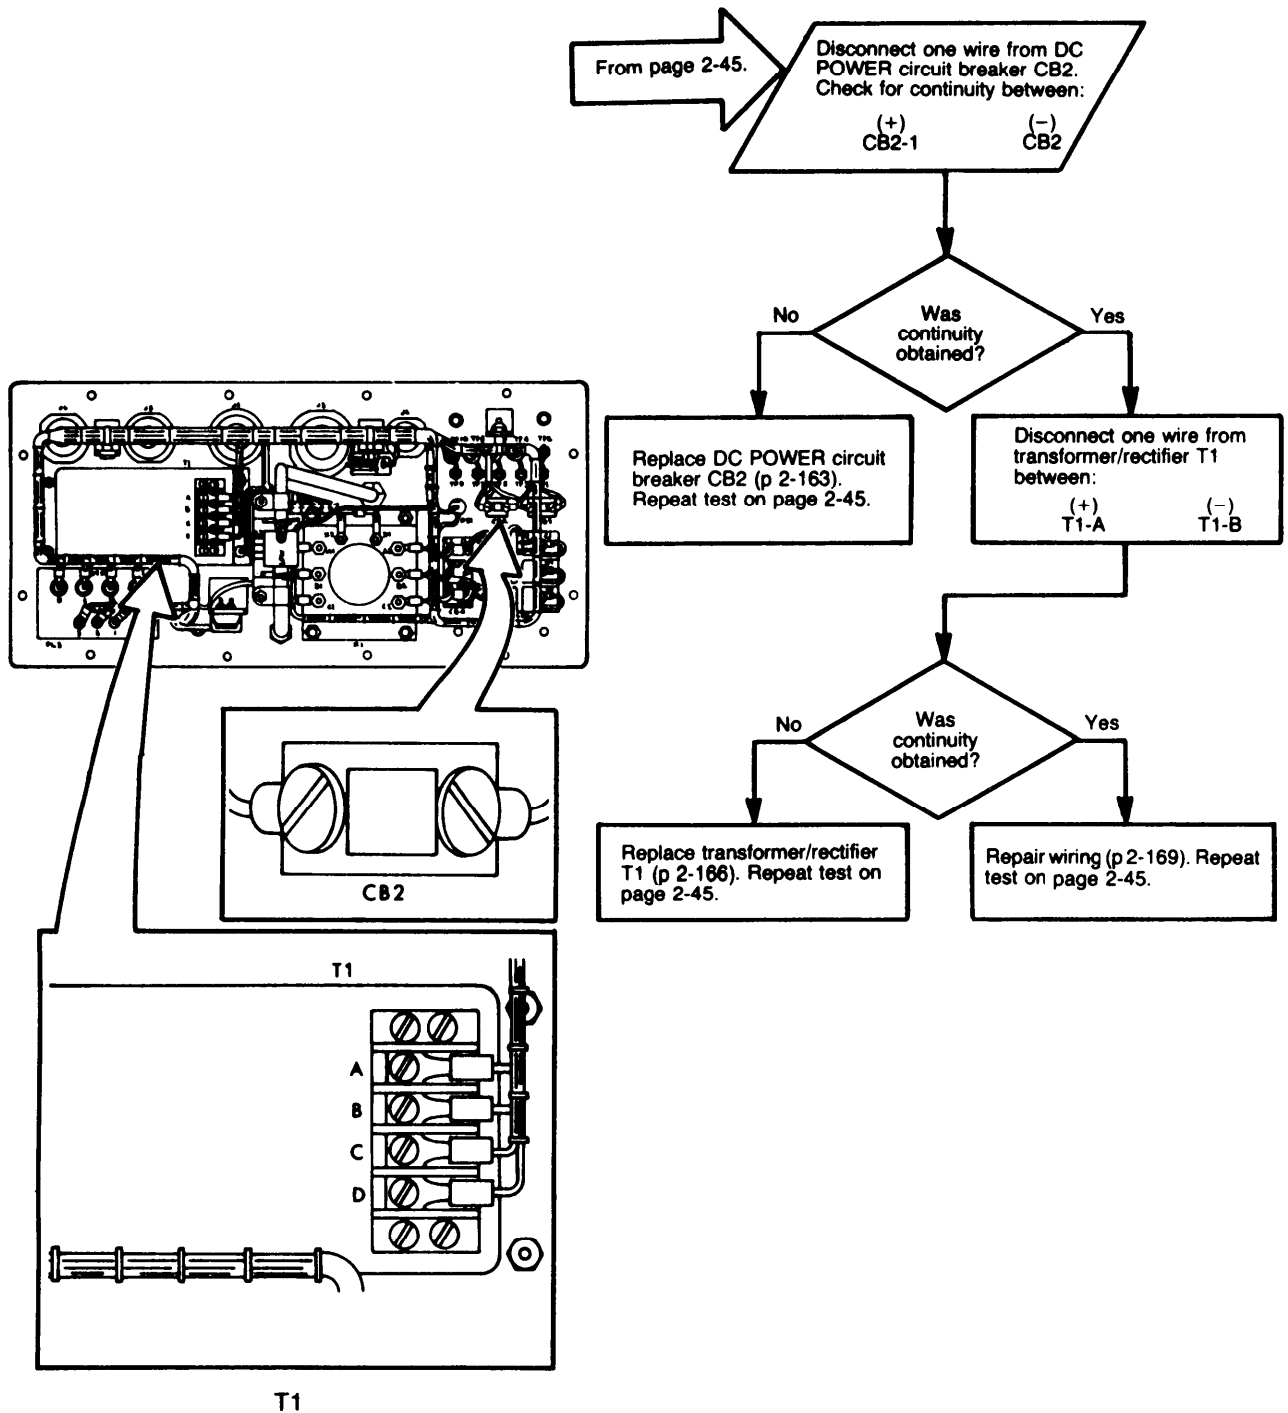 From page 2-45.
Disconnect one wire from DC
POWER circuit breaker CB2.
Check for continuity between:
(+) (−)
CB2-1 CB2
Was
continuity
obtained?
No
Yes
Replace DC POWER circuit
breaker CB2 (p 2-163).
Repeat test on page 2-45.
Disconnect one wire from
transformer/rectifier T1
between:
(+) (−)
T1-A T1-B
Was
continuity
obtained?
No
Yes
Replace transformer/rectifier
T1 (p 2-166). Repeat test on
page 2-45.
Repair wiring (p 2-169). Repeat
test on page 2-45.
T1
CB2
T1
A
B
C
D
T1